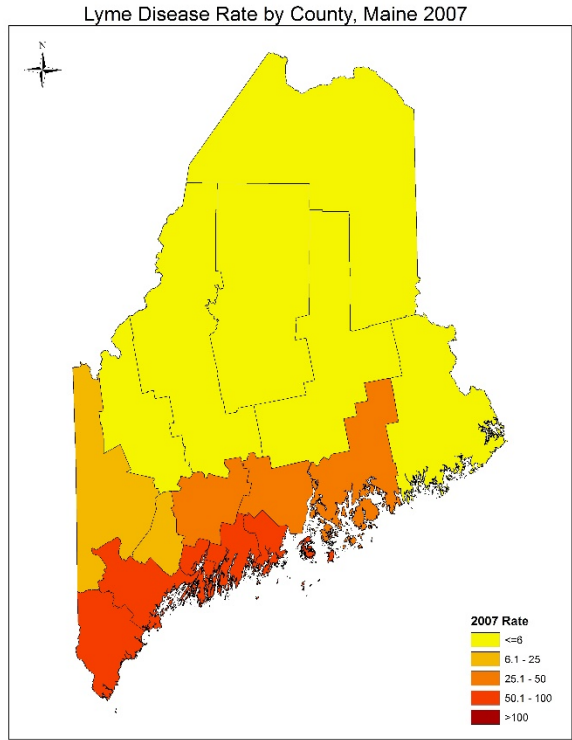 Lyme Disease Rate by County, Maine 2007
N
2007 Rate
<=6
6.1 - 25
25.1 - 50
50.1 - 100
>100